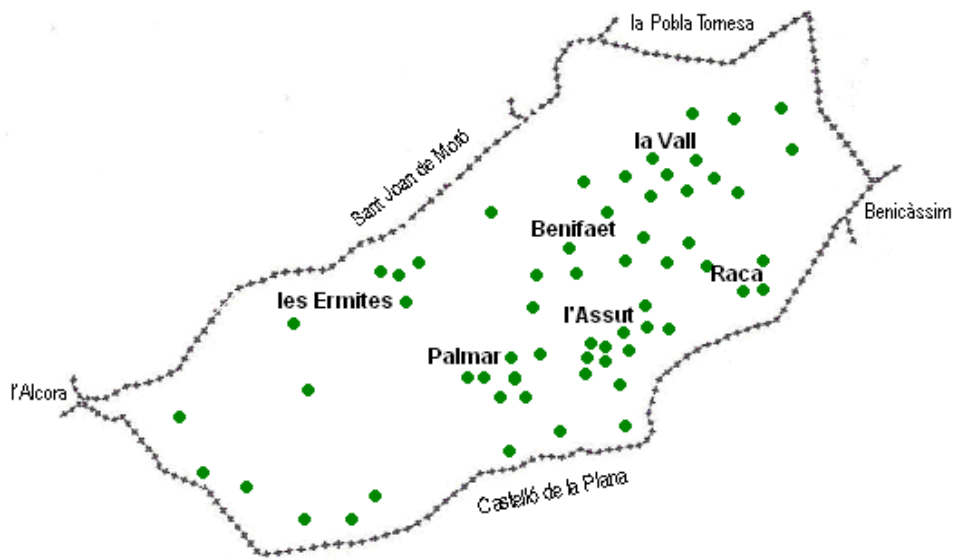 la Pobla Tornesa
la Vall
Sant Joan de Moró
Benicàssim
Benifaet
Raca
les Ermites
l'Assut
Palmar
l'Alcora
Castelló de la Plana